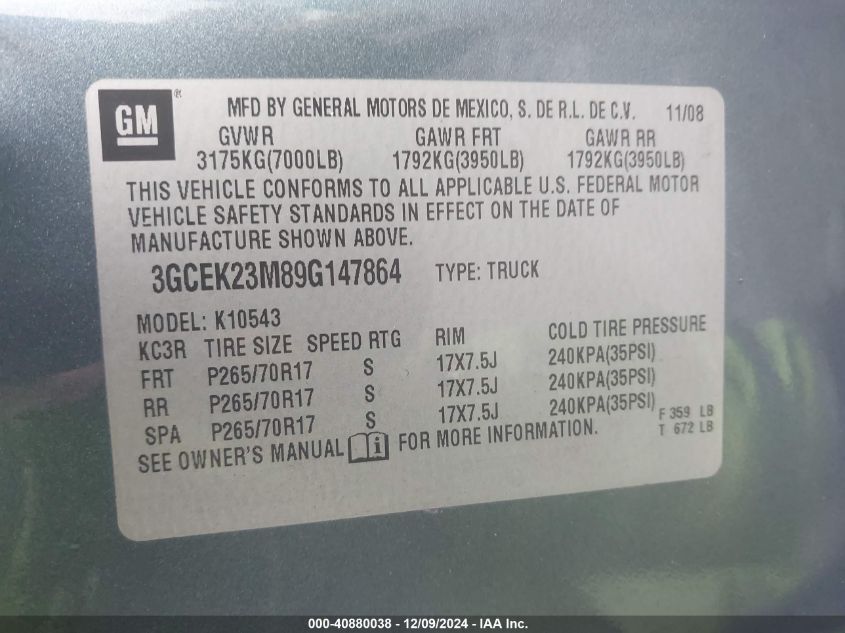 GM ®
MFD BY GENERAL MOTORS DE MEXICO, S. DE R.L. DE C.V. 11/08
GVWR GAWR FRT GAWR RR
3175KG(7000LB) 1792KG(3950LB) 1792KG(3950LB)
THIS VEHICLE CONFORMS TO ALL APPLICABLE U.S. FEDERAL MOTOR
VEHICLE SAFETY STANDARDS IN EFFECT ON THE DATE OF
MANUFACTURE SHOWN ABOVE.
3GCEK23M89G147864 TYPE: TRUCK
MODEL: K10543
KC3R TIRE SIZE SPEED RTG RIM COLD TIRE PRESSURE
FRT P265/70R17 S 17X7.5J 240KPA(35PSI)
RR P265/70R17 S 17X7.5J 240KPA(35PSI)
SPA P265/70R17 S 17X7.5J 240KPA(35PSI) F 359 LB
T 672 LB
SEE OWNER'S MANUAL i FOR MORE INFORMATION.
000-40880038 - 12/09/2024 - IAA Inc.